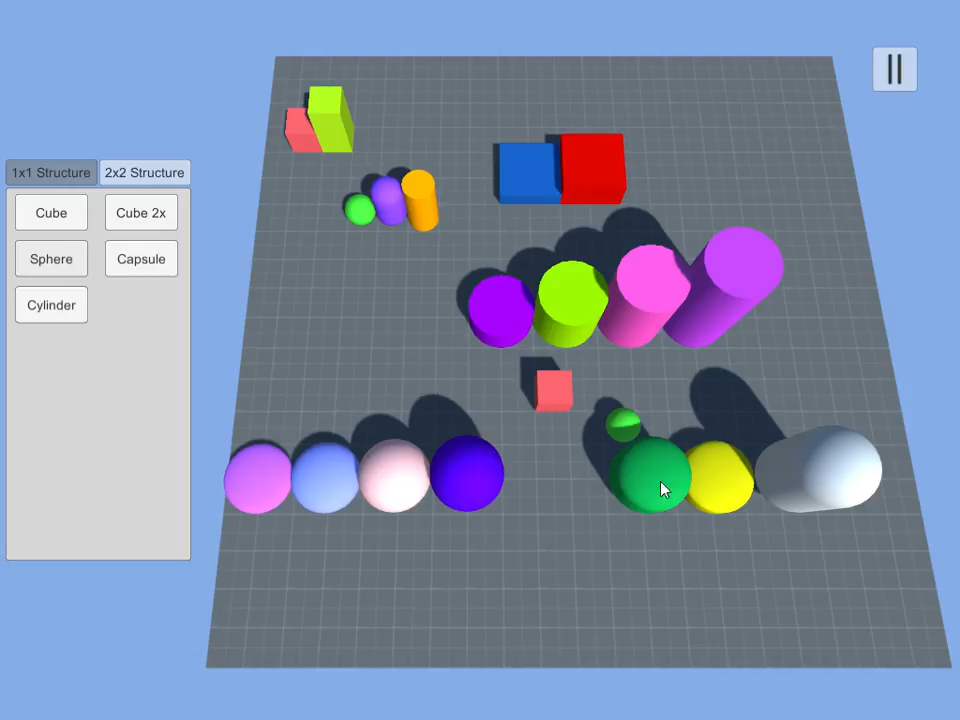 1x1 Structure
2x2 Structure
Cube
Cube 2x
Sphere
Capsule
Cylinder